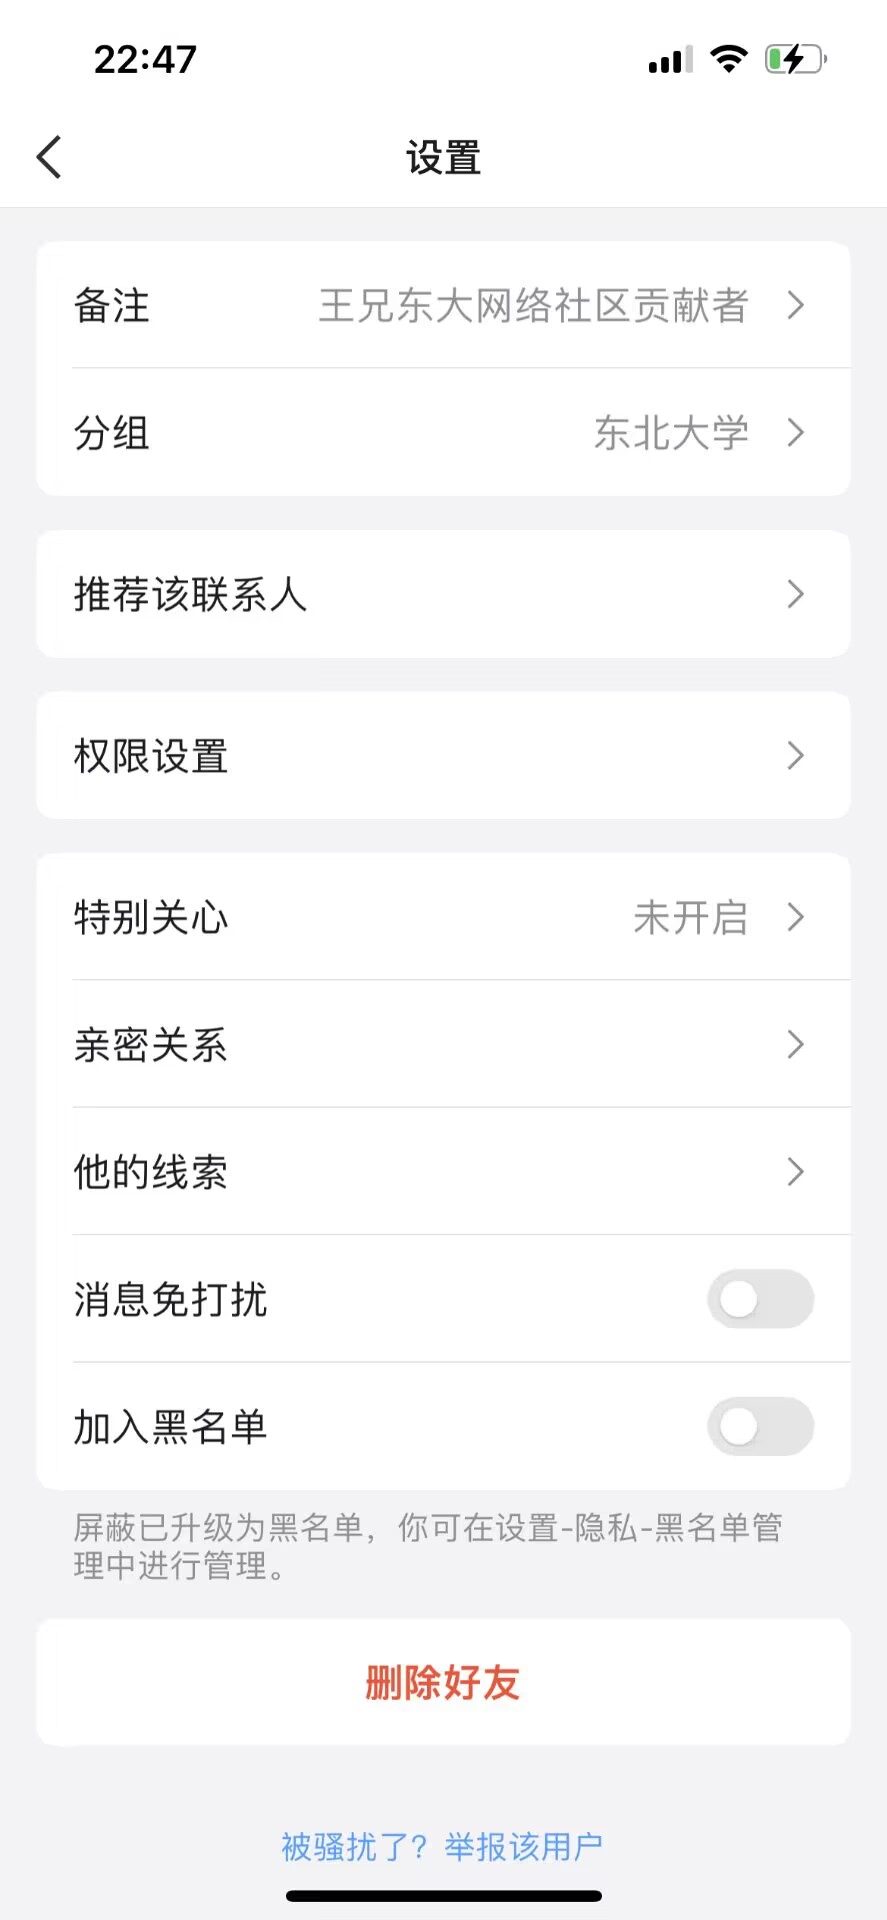 22:47
设置
备注 王兄东大网络社区贡献者
分组 东北大学
推荐该联系人
权限设置
特别关心 未开启
亲密关系
他的线索
消息免打扰
加入黑名单
屏蔽已升级为黑名单，你可在设置-隐私-黑名单管
理中进行管理。
删除好友
被骚扰了？举报该用户